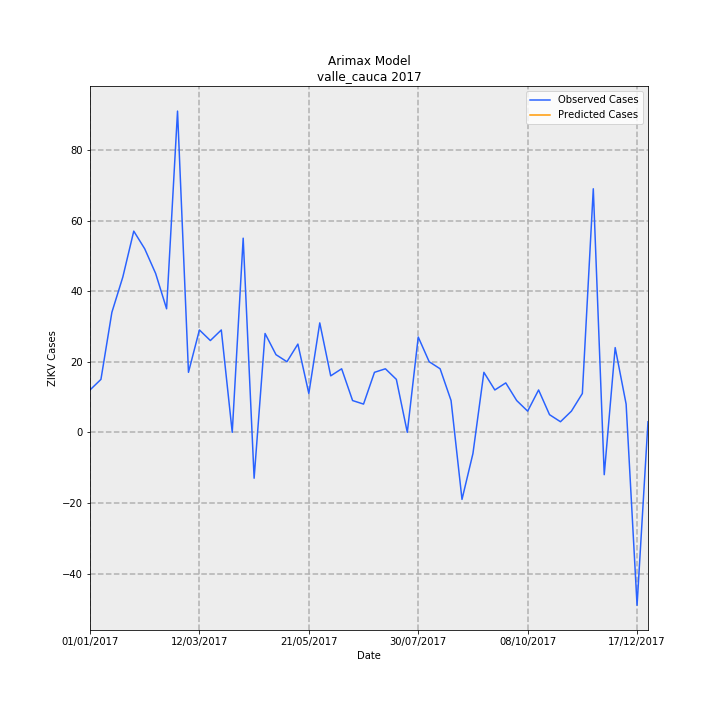 Arimax Model
valle_cauca 2017
Observed Cases
Predicted Cases
ZIKV Cases
80
60
40
20
0
−20
−40
01/01/2017
12/03/2017
21/05/2017
30/07/2017
08/10/2017
17/12/2017
Date